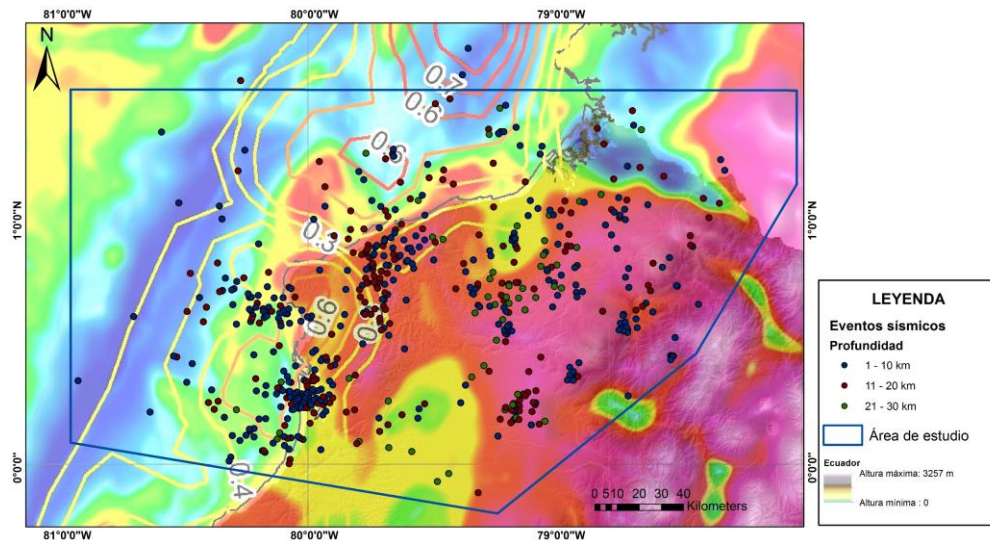 81°0'0"W
80°0'0"W
79°0'0"W
N
0.7
0.6
0.6
1°0'0"N
1°0'0"N
0.3
0.6
0°0'0"
0°0'0"
0.4
0 5 10 20 30 40
Kilometers
81°0'0"W
80°0'0"W
79°0'0"W
LEYENDA
Eventos sísmicos
Profundidad
1 - 10 km
11 - 20 km
21 - 30 km
Área de estudio
Ecuador
Altura máxima: 3257 m
Altura mínima : 0